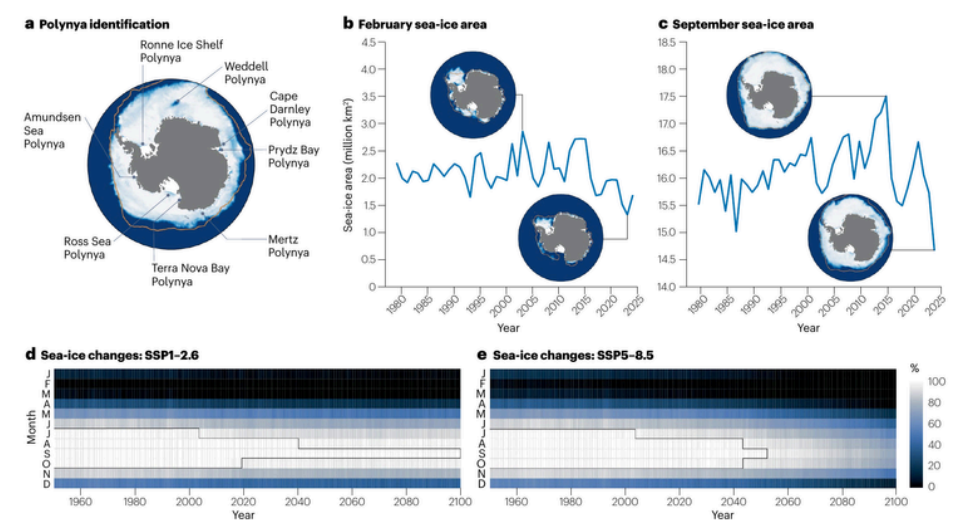 a Polynya identification
Ronne Ice Shelf
Polynya
Weddell
Polynya
Cape
Darnley
Polynya
Amundsen
Sea
Polynya
Prydz Bay
Polynya
Ross Sea
Polynya
Mertz
Polynya
Terra Nova Bay
Polynya
b February sea-ice area
Sea-ice area (million km²)
4.5
4.0
3.5
3.0
2.5
2.0
1.5
1.0
0.5
0
1980 1985 1990 1995 2000 2005 2010 2015 2020 2025
Year
c September sea-ice area
18.5
18.0
17.5
17.0
16.5
16.0
15.5
15.0
14.5
14.0
1980 1985 1990 1995 2000 2005 2010 2015 2020 2025
Year
d Sea-ice changes: SSP1–2.6
Month
J
F
M
A
M
J
J
A
S
O
N
D
1960 1980 2000 2020 2040 2060 2080 2100
Year
e Sea-ice changes: SSP5–8.5
J
F
M
A
M
J
J
A
S
O
N
D
1960 1980 2000 2020 2040 2060 2080 2100
Year
%
100
80
60
40
20
0